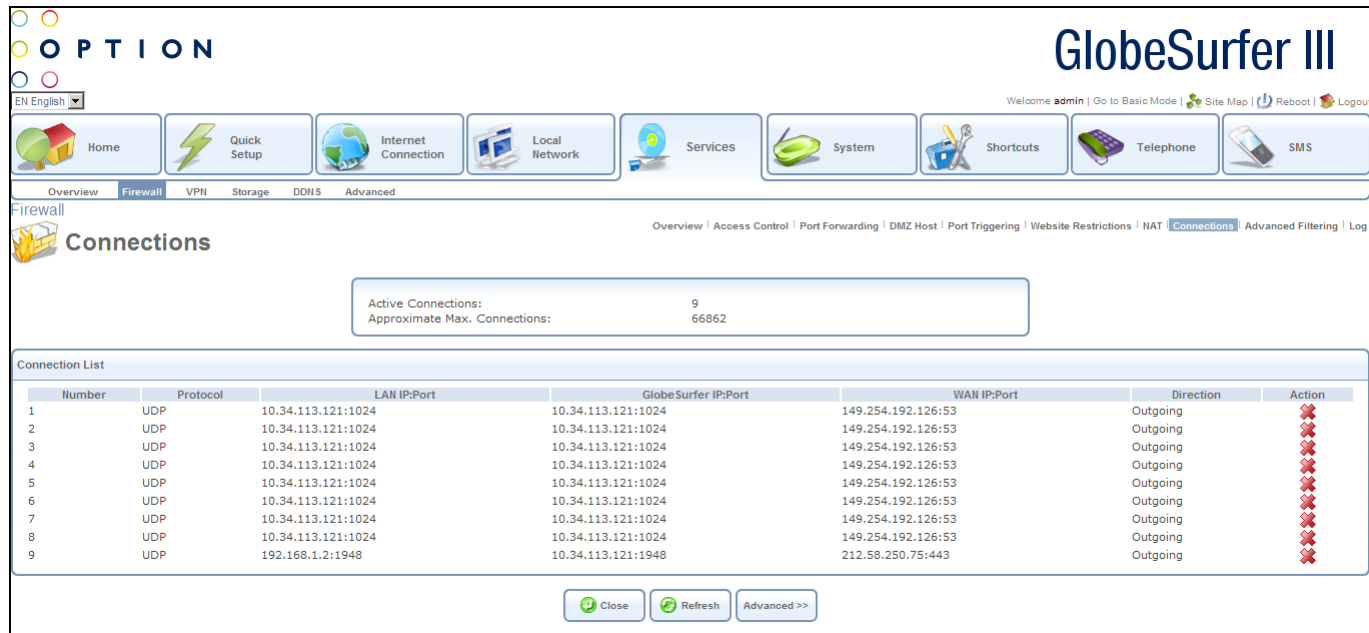 OPTION
GlobeSurfer III
EN English
Welcome admin | Go to Basic Mode | Site Map | Reboot | Logout
Home
Quick Setup
Internet Connection
Local Network
Services
System
Shortcuts
Telephone
SMS
Overview Firewall VPN Storage DDNS Advanced
Firewall
Connections
Overview | Access Control | Port Forwarding | DMZ Host | Port Triggering | Website Restrictions | NAT | Connections | Advanced Filtering | Log
Active Connections: 9
Approximate Max. Connections: 66862
Connection List
Number Protocol LAN IP:Port GlobeSurfer IP:Port WAN IP:Port Direction Action
1 UDP 10.34.113.121:1024 10.34.113.121:1024 149.254.192.126:53 Outgoing
2 UDP 10.34.113.121:1024 10.34.113.121:1024 149.254.192.126:53 Outgoing
3 UDP 10.34.113.121:1024 10.34.113.121:1024 149.254.192.126:53 Outgoing
4 UDP 10.34.113.121:1024 10.34.113.121:1024 149.254.192.126:53 Outgoing
5 UDP 10.34.113.121:1024 10.34.113.121:1024 149.254.192.126:53 Outgoing
6 UDP 10.34.113.121:1024 10.34.113.121:1024 149.254.192.126:53 Outgoing
7 UDP 10.34.113.121:1024 10.34.113.121:1024 149.254.192.126:53 Outgoing
8 UDP 10.34.113.121:1024 10.34.113.121:1024 149.254.192.126:53 Outgoing
9 UDP 192.168.1.2:1948 10.34.113.121:1948 212.58.250.75:443 Outgoing
Close Refresh Advanced >>